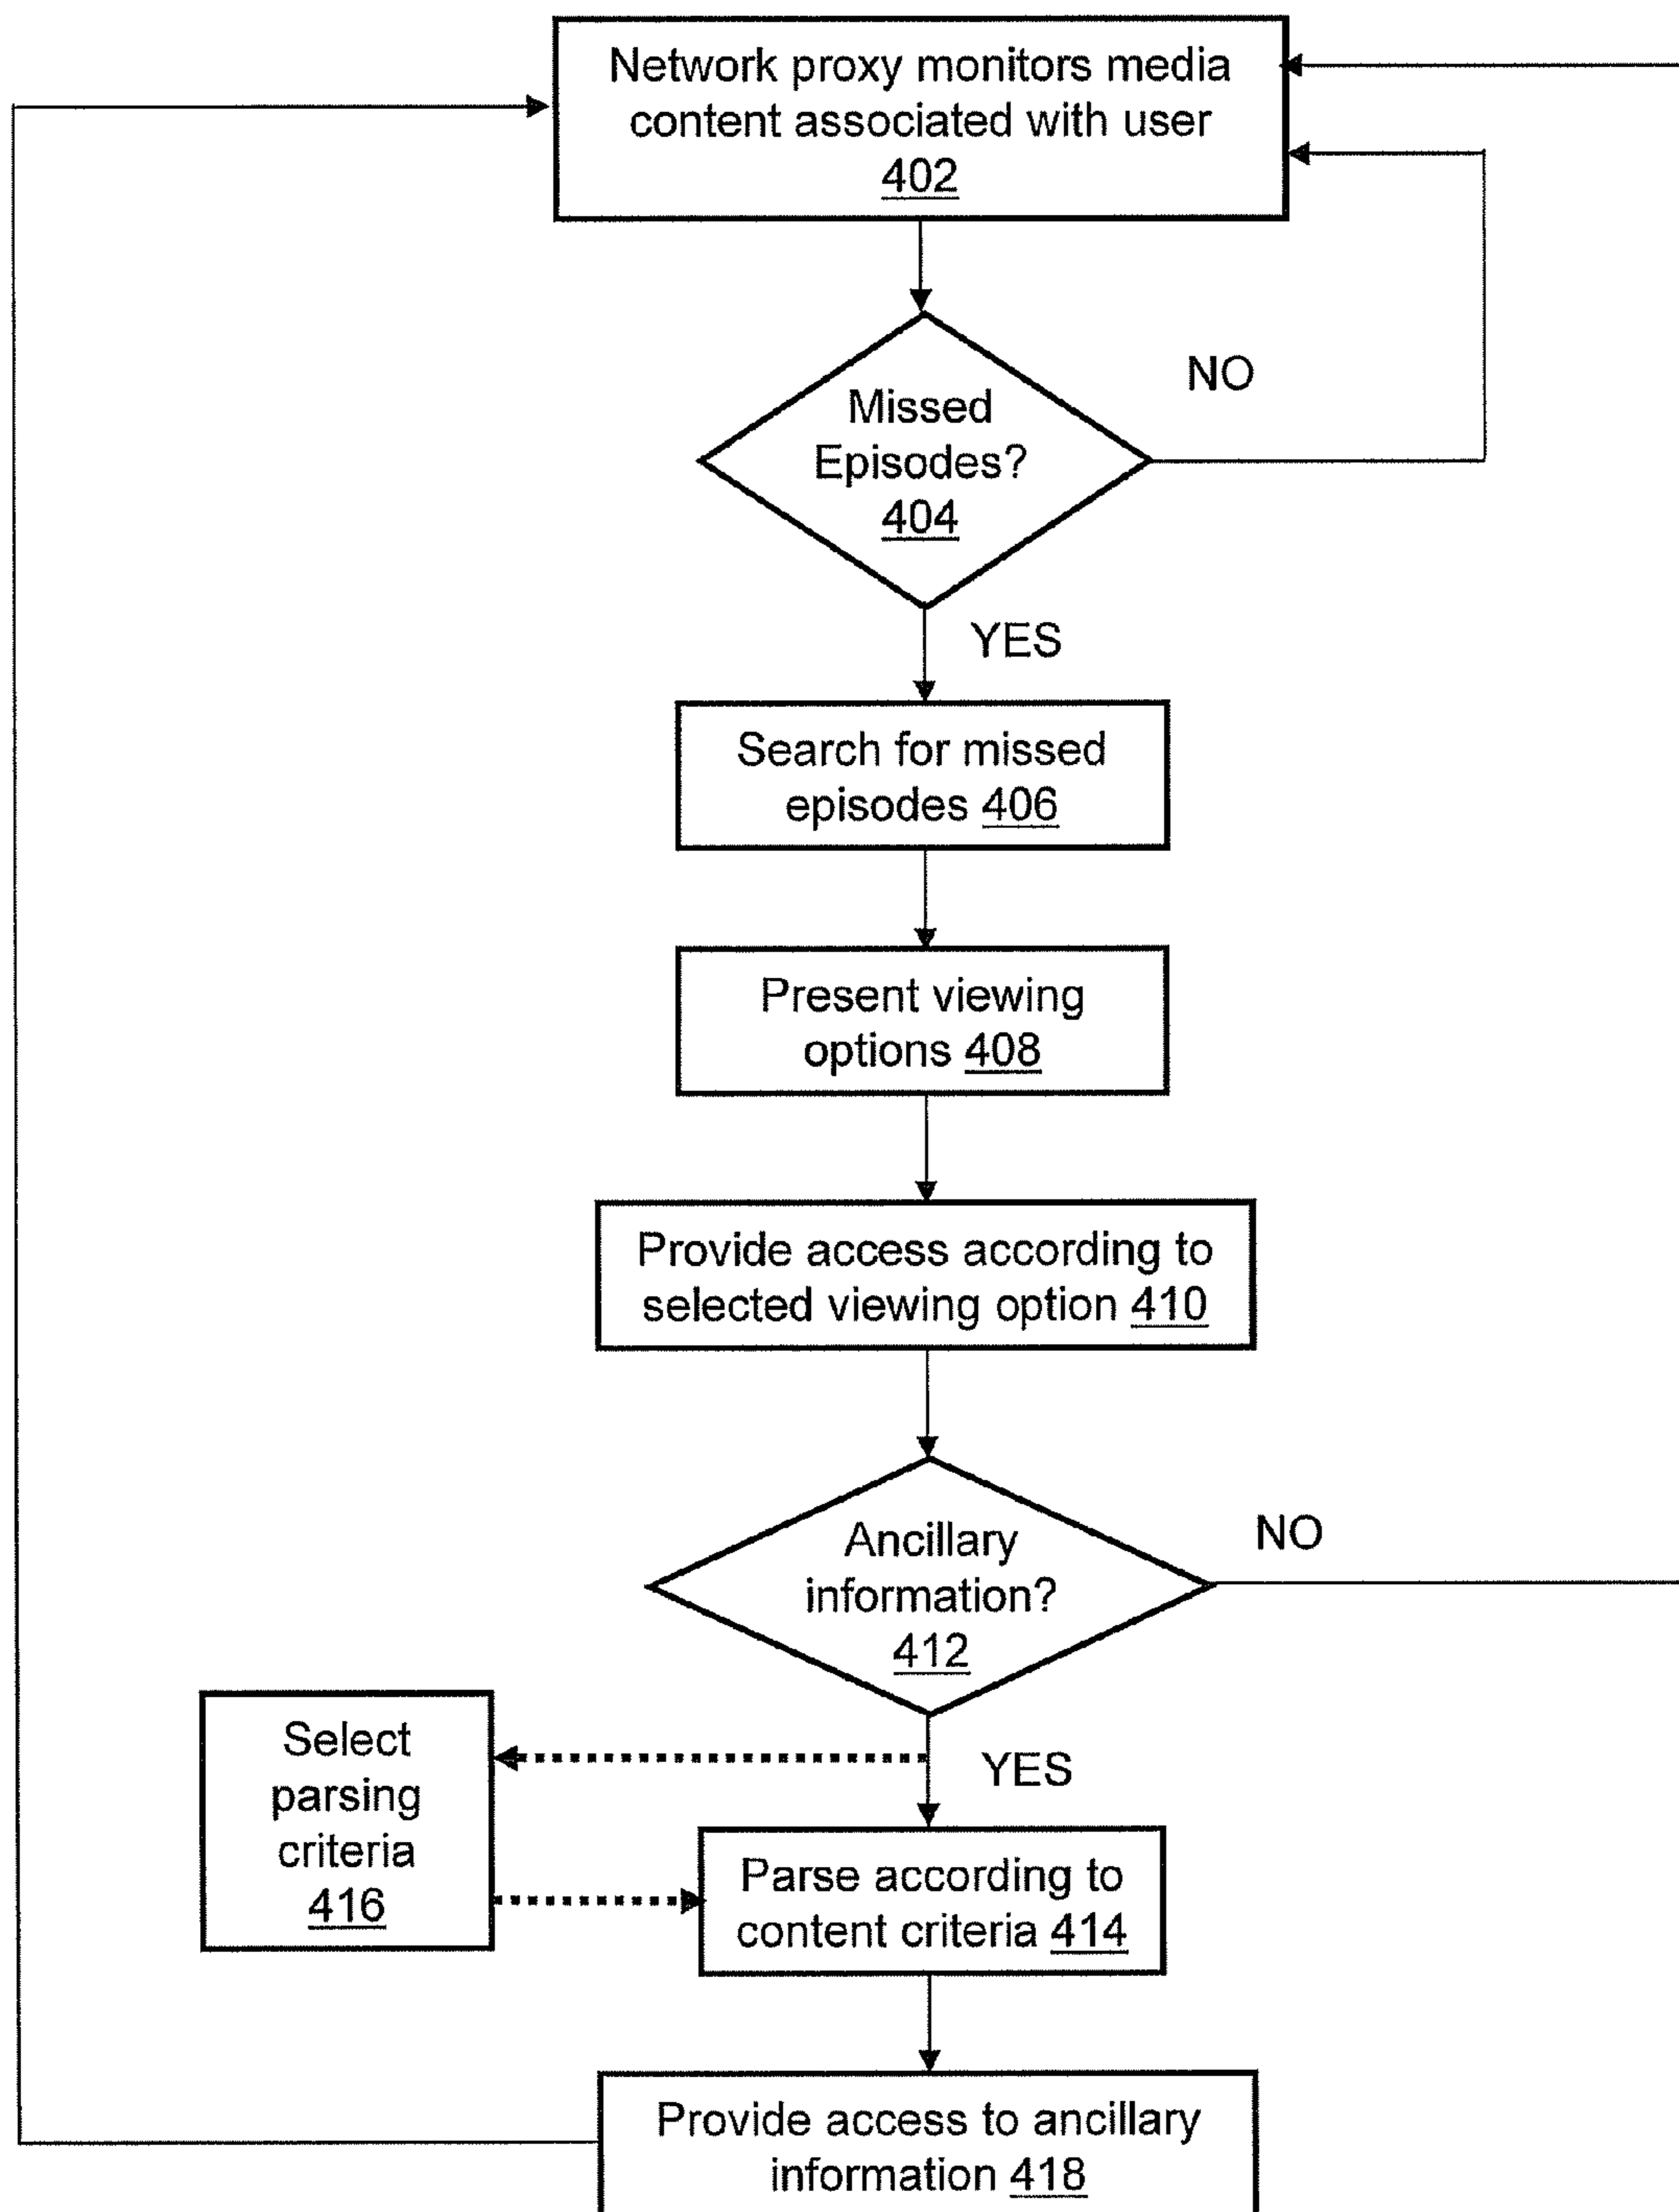 Network proxy monitors media
content associated with user
402
NO
Missed
Episodes?
404
YES
Search for missed
episodes 406
Present viewing
options 408
Provide access according to
selected viewing option 410
NO
Ancillary
information?
412
YES
Select
parsing
criteria
416
Parse according to
content criteria 414
Provide access to ancillary
information 418